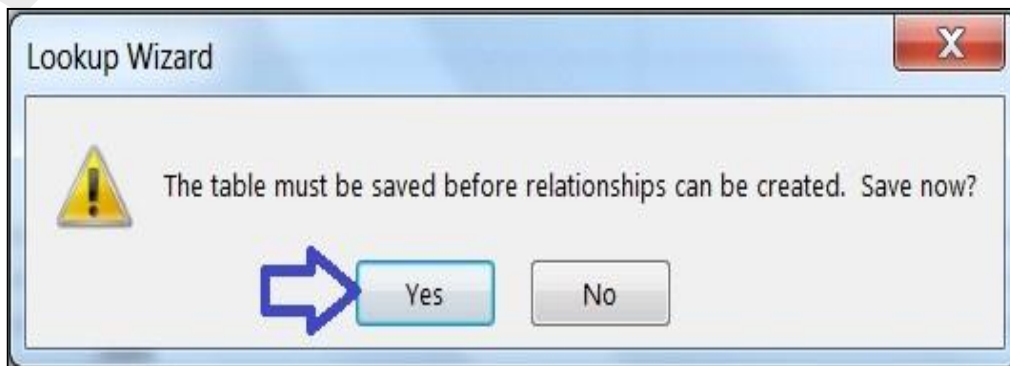 Lookup Wizard
X
The table must be saved before relationships can be created.  Save now?
Yes
No